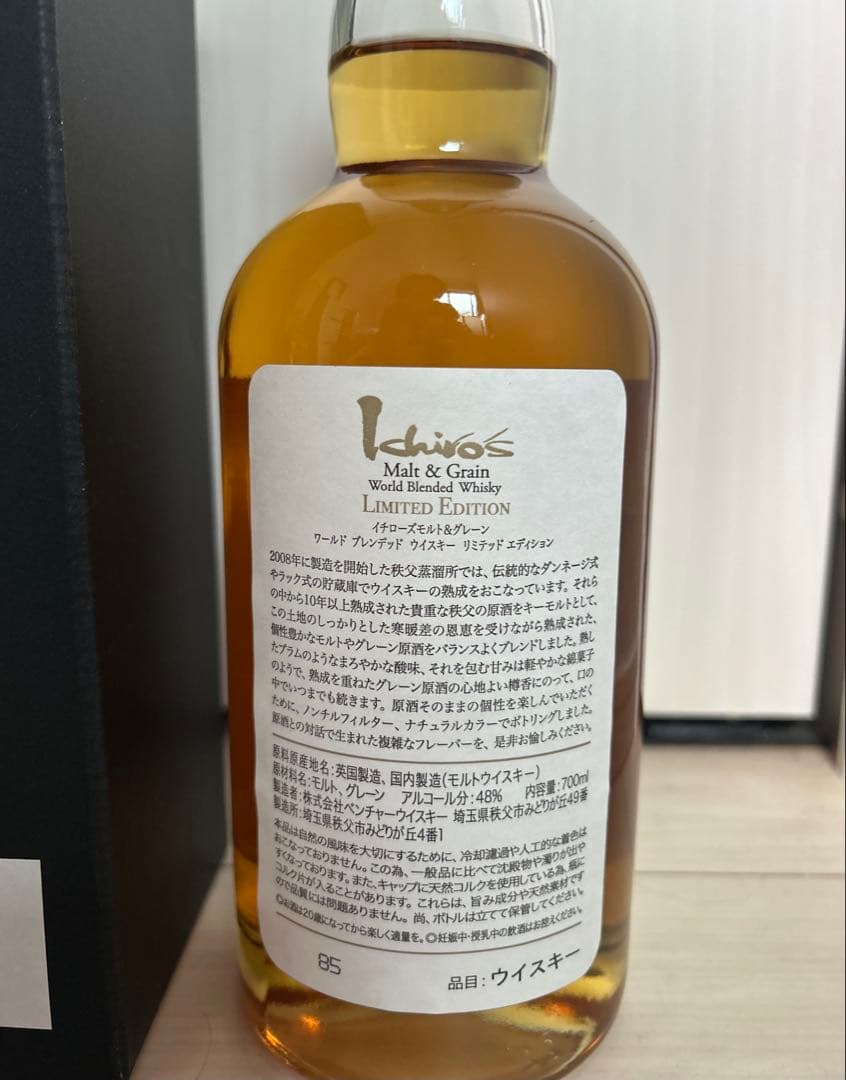 Ichiro's
Malt & Grain
World Blended Whisky
LIMITED EDITION
イチローズモルト&グレーン
ワールド ブレンデッド ウイスキー リミテッド エディション
2008年に製造を開始した秩父蒸溜所では、伝統的なダンネージ式
やラック式の貯蔵庫でウイスキーの熟成をおこなっています。それら
の中から10年以上熟成された貴重な秩父の原酒をキーモルトとして、
この土地のしっかりとした寒暖差の恩恵を受けながら熟成された、
個性豊かなモルトやグレーン原酒をバランスよくブレンドしました。熟し
たプラムのようなまろやかな酸味、それを包む甘みは軽やかな綿菓子
のようで、熟成を重ねたグレーン原酒の心地よい樽香にのって、口の
中でいつまでも続きます。原酒そのままの個性を楽しんでいただく
ために、ノンチルフィルター、ナチュラルカラーでボトリングしました。
原酒との対話で生まれた複雑なフレーバーを、是非お愉しみください。
原料原産地名:英国製造、国内製造(モルトウイスキー)
原材料名:モルト、グレーン アルコール分:48% 内容量:700ml
製造者:株式会社ベンチャーウイスキー 埼玉県秩父市みどりが丘49番
製造所:埼玉県秩父市みどりが丘4番1
本品は自然の風味を大切にするために、冷却濾過や人工的な着色は
おこなっておりません。この為、一般品に比べて沈殿物や濁りが出や
すくなっております。また、キャップに天然コルクを使用している為、瓶に
コルク片が入ることがあります。これらは、旨み成分や天然素材です
ので品質には問題ありません。尚、ボトルは立てて保管してください。
◎お酒は20歳になってから楽しく適量を。◎妊娠中・授乳中の飲酒はお控えください。
85
品目:ウイスキー